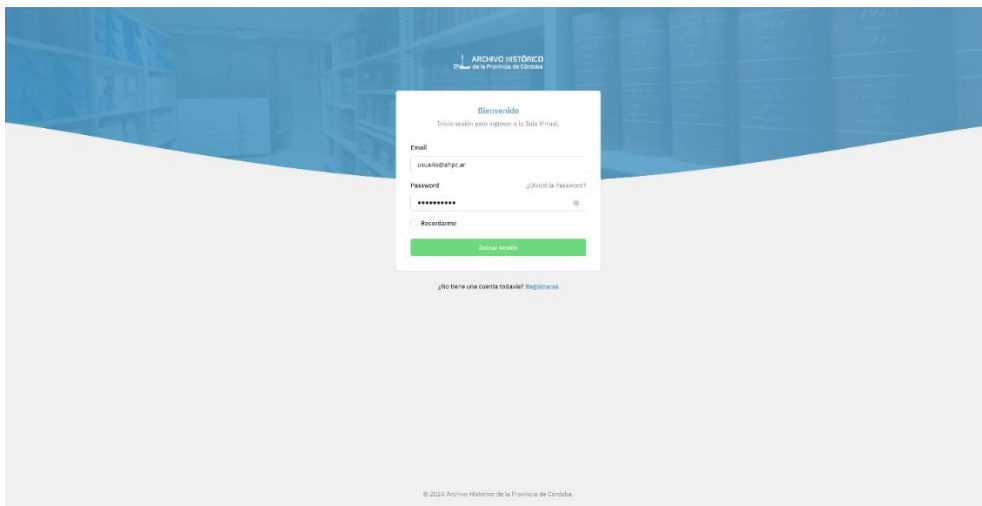 ARCHIVO HISTÓRICO
de la Provincia de Córdoba
Bienvenido
Inicie sesión para ingresar a la Sala Virtual.
Email
usuario@ahpc.ar
Password ¿Olvidó la Password?
Recordarme
Iniciar sesión
¿No tiene una cuenta todavía? Registrarse
© 2024 Archivo Histórico de la Provincia de Córdoba.